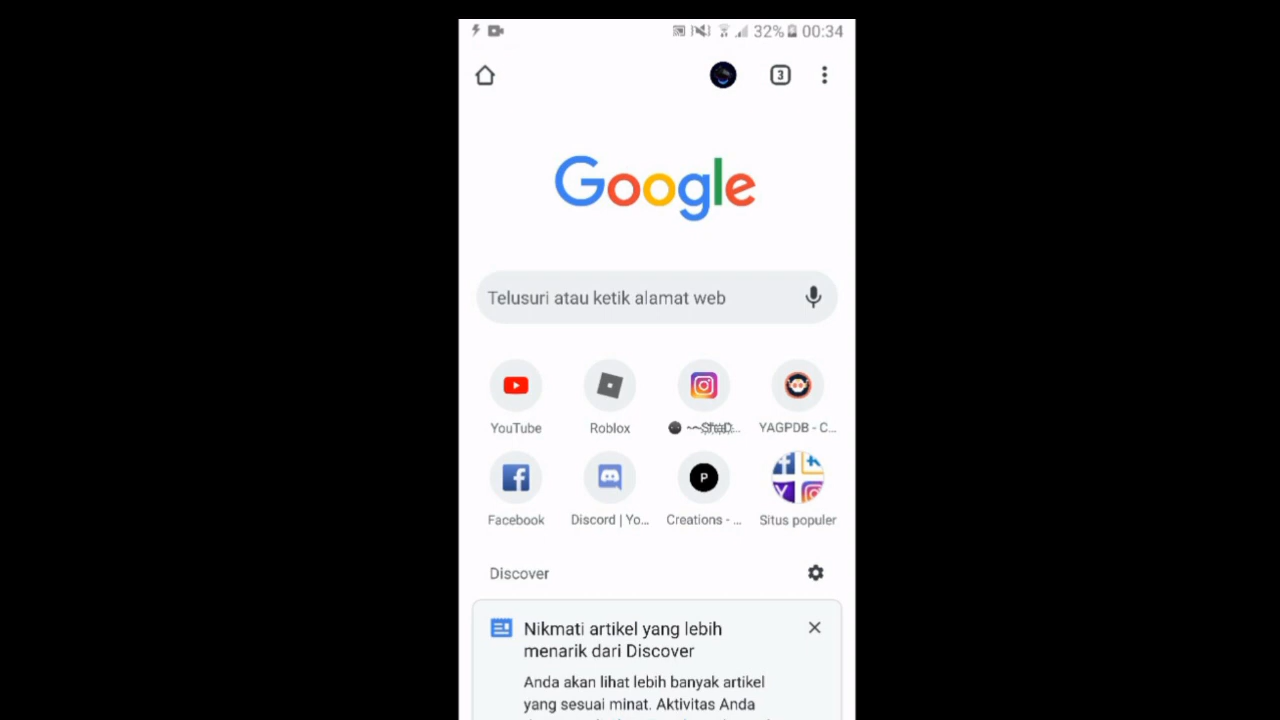 32% 00:34
3
Google
Telusuri atau ketik alamat web
YouTube Roblox YAGPDB - C...
P
Facebook Discord | Yo... Creations - ... Situs populer
Discover
Nikmati artikel yang lebih
menarik dari Discover
Anda akan lihat lebih banyak artikel
yang sesuai minat. Aktivitas Anda